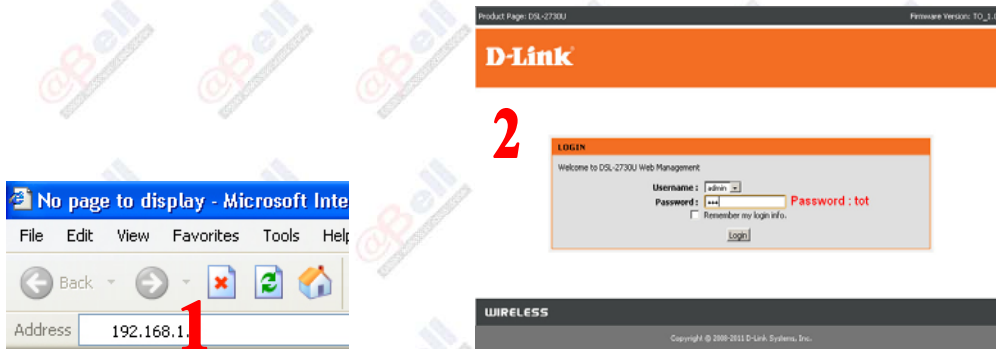 No page to display - Microsoft Inte
File Edit View Favorites Tools Help
Back
Address 192.168.1.
1
Product Page: DSL-2730U Firmware Version: TO_1.0
D-Link
2
LOGIN
Welcome to DSL-2730U Web Management
Username : admin
Password : ••• Password : tot
Remember my login info.
Login
WIRELESS
Copyright © 2008-2011 D-Link Systems, Inc.
@Bell